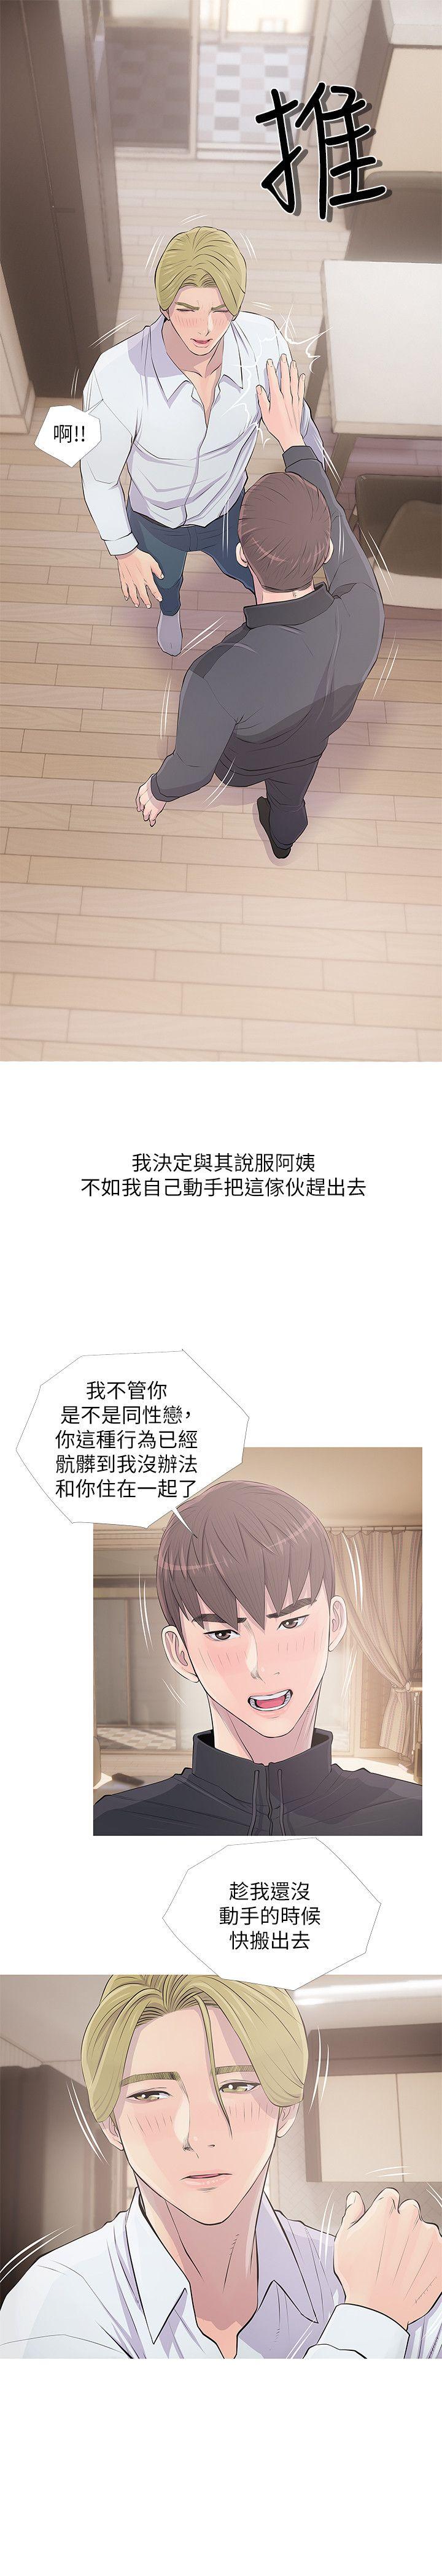 推
啊!!
我決定與其說服阿姨
不如我自己動手把這傢伙趕出去
我不管你
是不是同性戀,
你這種行為已經
骯髒到我沒辦法
和你住在一起了
趁我還沒
動手的時候
快搬出去